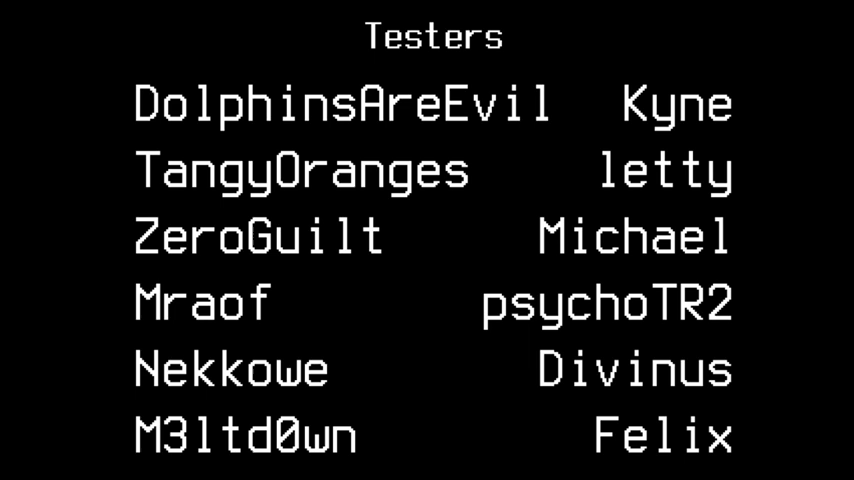 Testers
DolphinsAreEvil Kyne
TangyOranges letty
ZeroGuilt Michael
Mraof psychoTR2
Nekkowe Divinus
M3ltd0wn Felix